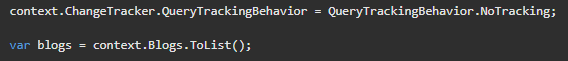 context.ChangeTracker.QueryTrackingBehavior = QueryTrackingBehavior.NoTracking;
var blogs = context.Blogs.ToList();